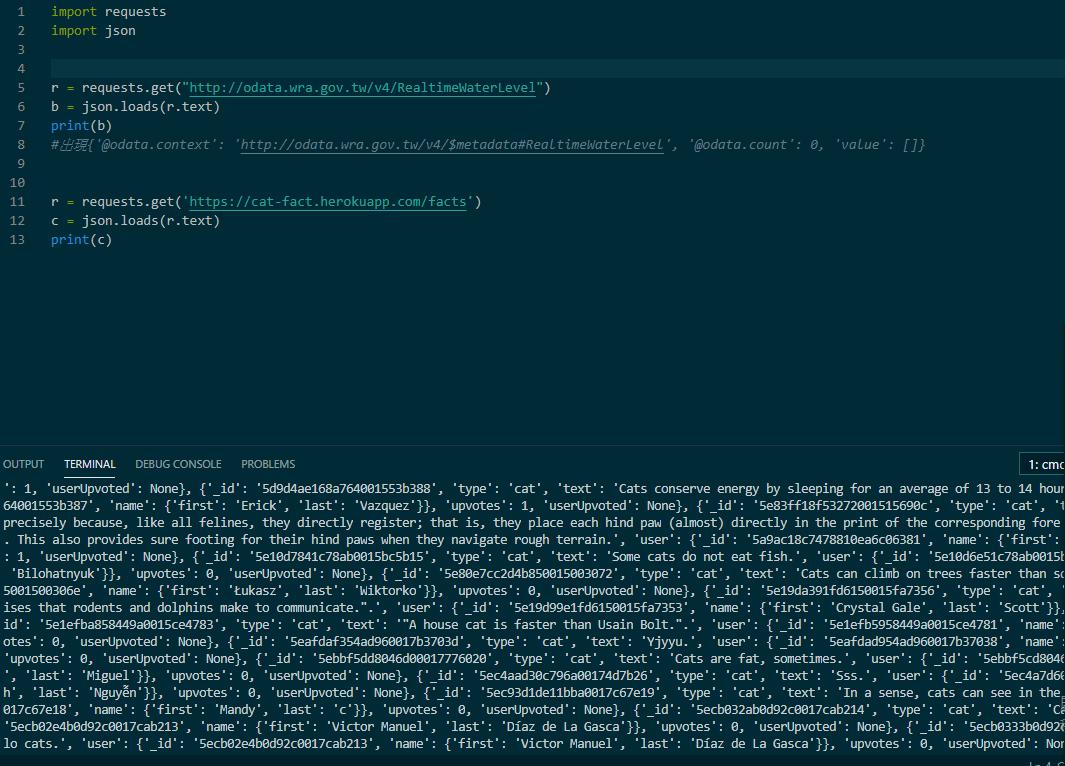 1 import requests
2 import json
3
4
5 r = requests.get("http://odata.wra.gov.tw/v4/RealtimeWaterLevel")
6 b = json.loads(r.text)
7 print(b)
8 #出現{'@odata.context': 'http://odata.wra.gov.tw/v4/$metadata#RealtimeWaterLevel', '@odata.count': 0, 'value': []}
9
10
11 r = requests.get('https://cat-fact.herokuapp.com/facts')
12 c = json.loads(r.text)
13 print(c)
OUTPUT TERMINAL DEBUG CONSOLE PROBLEMS 1: cmd
': 1, 'userUpvoted': None}, {'_id': '5d9d4ae168a764001553b388', 'type': 'cat', 'text': 'Cats conserve energy by sleeping for an average of 13 to 14 hour
64001553b387', 'name': {'first': 'Erick', 'last': 'Vazquez'}}, 'upvotes': 1, 'userUpvoted': None}, {'_id': '5e83ff18f53272001515690c', 'type': 'cat', 't
precisely because, like all felines, they directly register; that is, they place each hind paw (almost) directly in the print of the corresponding fore
. This also provides sure footing for their hind paws when they navigate rough terrain.', 'user': {'_id': '5a9ac18c7478810ea6c06381', 'name': {'first':
: 1, 'userUpvoted': None}, {'_id': '5e10d7841c78ab0015bc5b15', 'type': 'cat', 'text': 'Some cats do not eat fish.', 'user': {'_id': '5e10d6e51c78ab0015b
'Bilohatnyuk'}}, 'upvotes': 0, 'userUpvoted': None}, {'_id': '5e80e7cc2d4b850015003072', 'type': 'cat', 'text': 'Cats can climb on trees faster than so
5001500306e', 'name': {'first': 'Łukasz', 'last': 'Wiktorko'}}, 'upvotes': 0, 'userUpvoted': None}, {'_id': '5e19da391fd6150015fa7356', 'type': 'cat', '
ises that rodents and dolphins make to communicate.".', 'user': {'_id': '5e19d99e1fd6150015fa7353', 'name': {'first': 'Crystal Gale', 'last': 'Scott'}},
id': '5e1efba858449a0015ce4783', 'type': 'cat', 'text': '"A house cat is faster than Usain Bolt.".', 'user': {'_id': '5e1efb5958449a0015ce4781', 'name':
otes': 0, 'userUpvoted': None}, {'_id': '5eafdaf354ad960017b3703d', 'type': 'cat', 'text': 'Yjyyu.', 'user': {'_id': '5eafdad954ad960017b37038', 'name':
'upvotes': 0, 'userUpvoted': None}, {'_id': '5ebbf5dd8046d00017776020', 'type': 'cat', 'text': 'Cats are fat, sometimes.', 'user': {'_id': '5ebbf5cd8046
', 'last': 'Miguel'}}, 'upvotes': 0, 'userUpvoted': None}, {'_id': '5ec4aad30c796a00174d7b26', 'type': 'cat', 'text': 'Sss.', 'user': {'_id': '5ec4a7d60
h', 'last': 'Nguyễn'}}, 'upvotes': 0, 'userUpvoted': None}, {'_id': '5ec93d1de11bba0017c67e19', 'type': 'cat', 'text': 'In a sense, cats can see in the
017c67e18', 'name': {'first': 'Mandy', 'last': 'c'}}, 'upvotes': 0, 'userUpvoted': None}, {'_id': '5ecb032ab0d92c0017cab214', 'type': 'cat', 'text': 'Ca
'5ecb02e4b0d92c0017cab213', 'name': {'first': 'Victor Manuel', 'last': 'Díaz de La Gasca'}}, 'upvotes': 0, 'userUpvoted': None}, {'_id': '5ecb0333b0d92
lo cats.', 'user': {'_id': '5ecb02e4b0d92c0017cab213', 'name': {'first': 'Victor Manuel', 'last': 'Díaz de La Gasca'}}, 'upvotes': 0, 'userUpvoted': Non